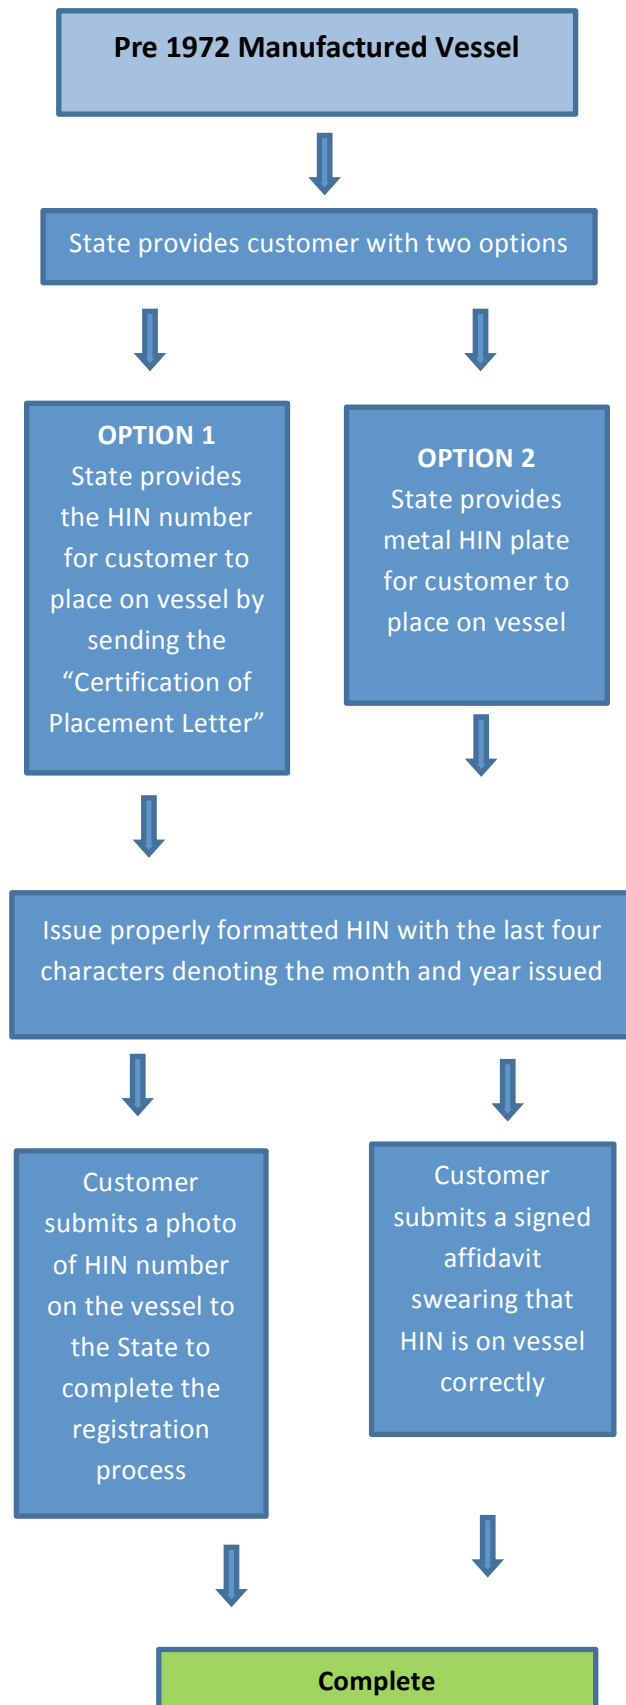 Pre 1972 Manufactured Vessel
State provides customer with two options
OPTION 1
State provides
the HIN number
for customer to
place on vessel by
sending the
“Certification of
Placement Letter”
OPTION 2
State provides
metal HIN plate
for customer to
place on vessel
Issue properly formatted HIN with the last four
characters denoting the month and year issued
Customer
submits a photo
of HIN number
on the vessel to
the State to
complete the
registration
process
Customer
submits a signed
affidavit
swearing that
HIN is on vessel
correctly
Complete